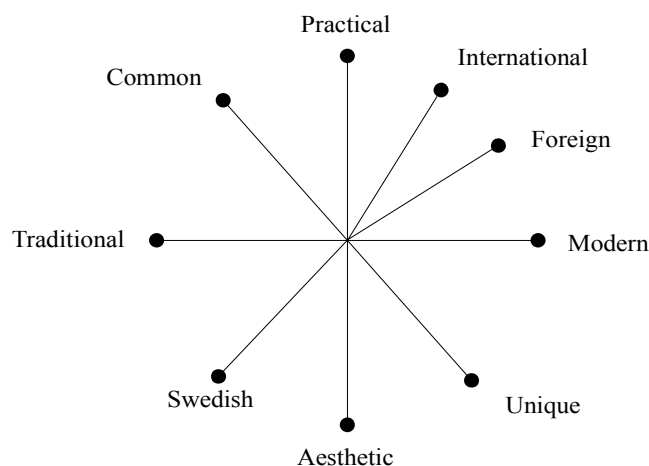 Practical
International
Common
Foreign
Traditional
Modern
Swedish
Unique
Aesthetic